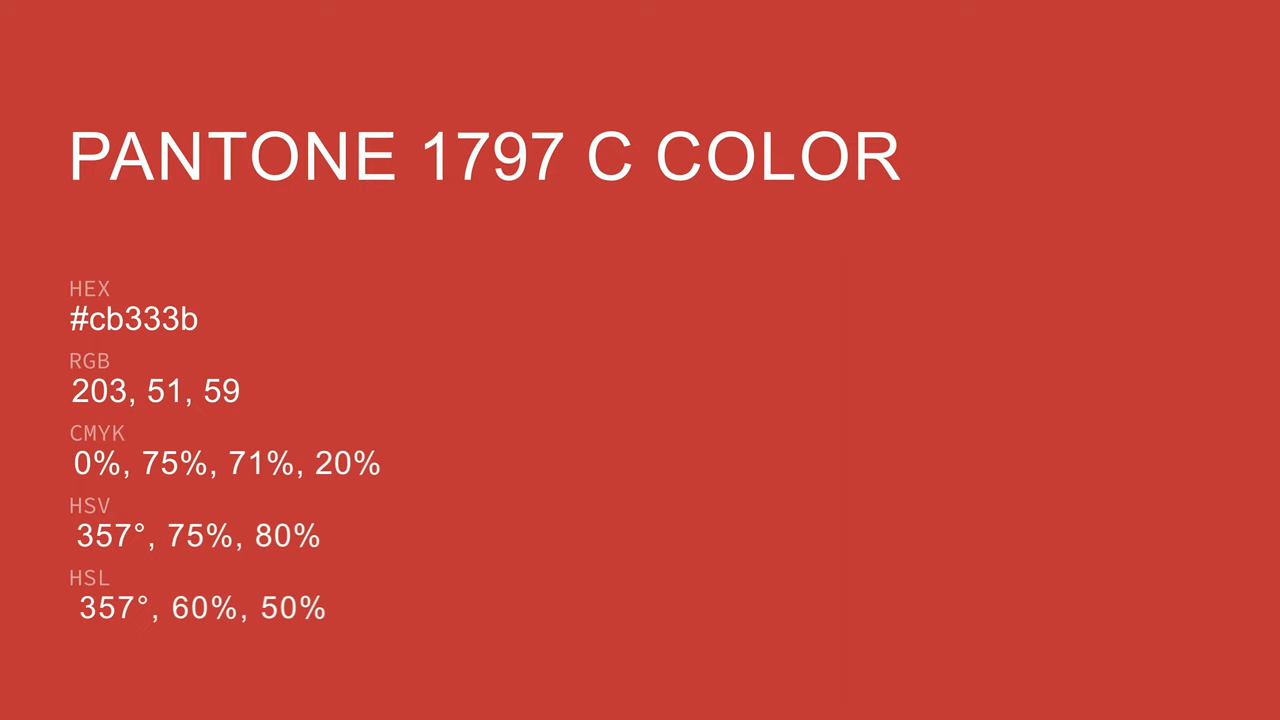 PANTONE 1797 C COLOR
HEX
#cb333b
RGB
203, 51, 59
CMYK
0%, 75%, 71%, 20%
HSV
357°, 75%, 80%
HSL
357°, 60%, 50%